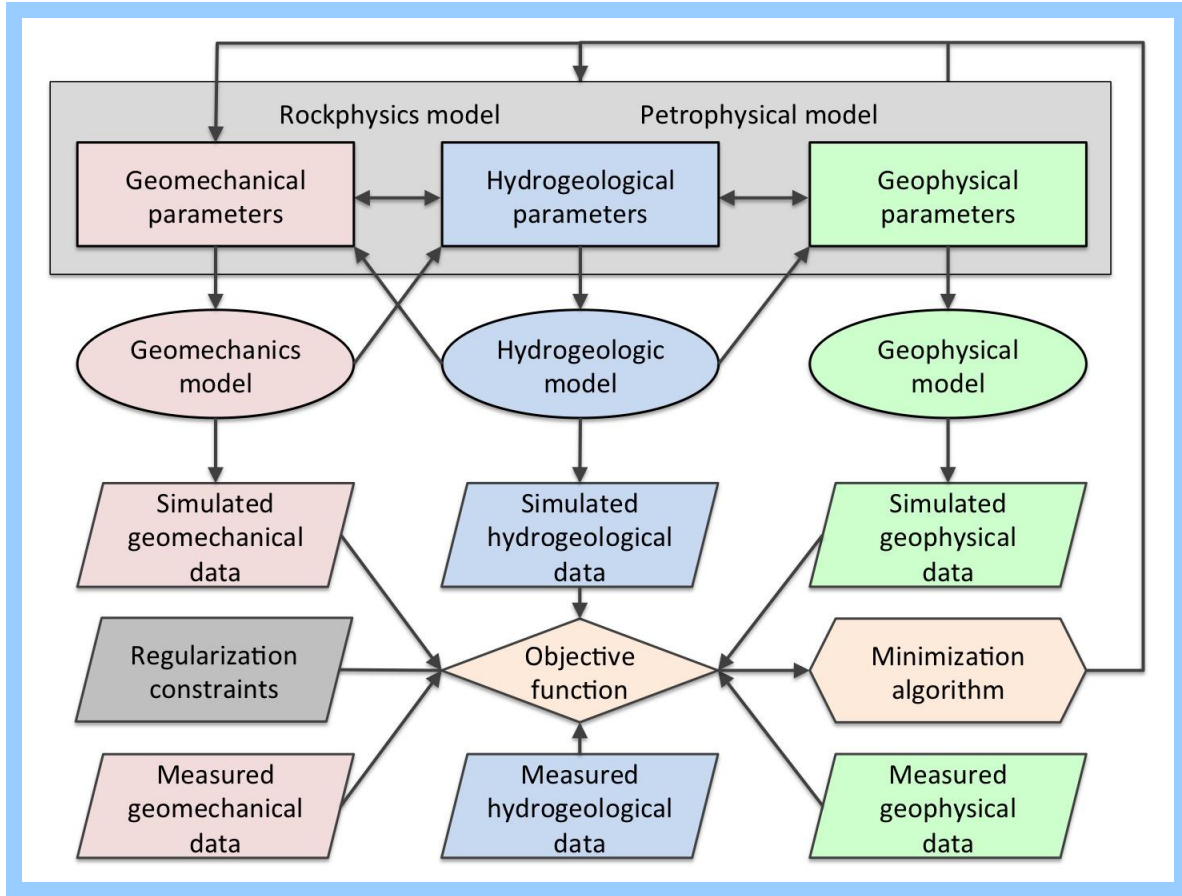 Rockphysics model
Petrophysical model
Geomechanical
parameters
Hydrogeological
parameters
Geophysical
parameters
Geomechanics
model
Hydrogeologic
model
Geophysical
model
Simulated
geomechanical
data
Simulated
hydrogeological
data
Simulated
geophysical
data
Regularization
constraints
Objective
function
Minimization
algorithm
Measured
geomechanical
data
Measured
hydrogeological
data
Measured
geophysical
data